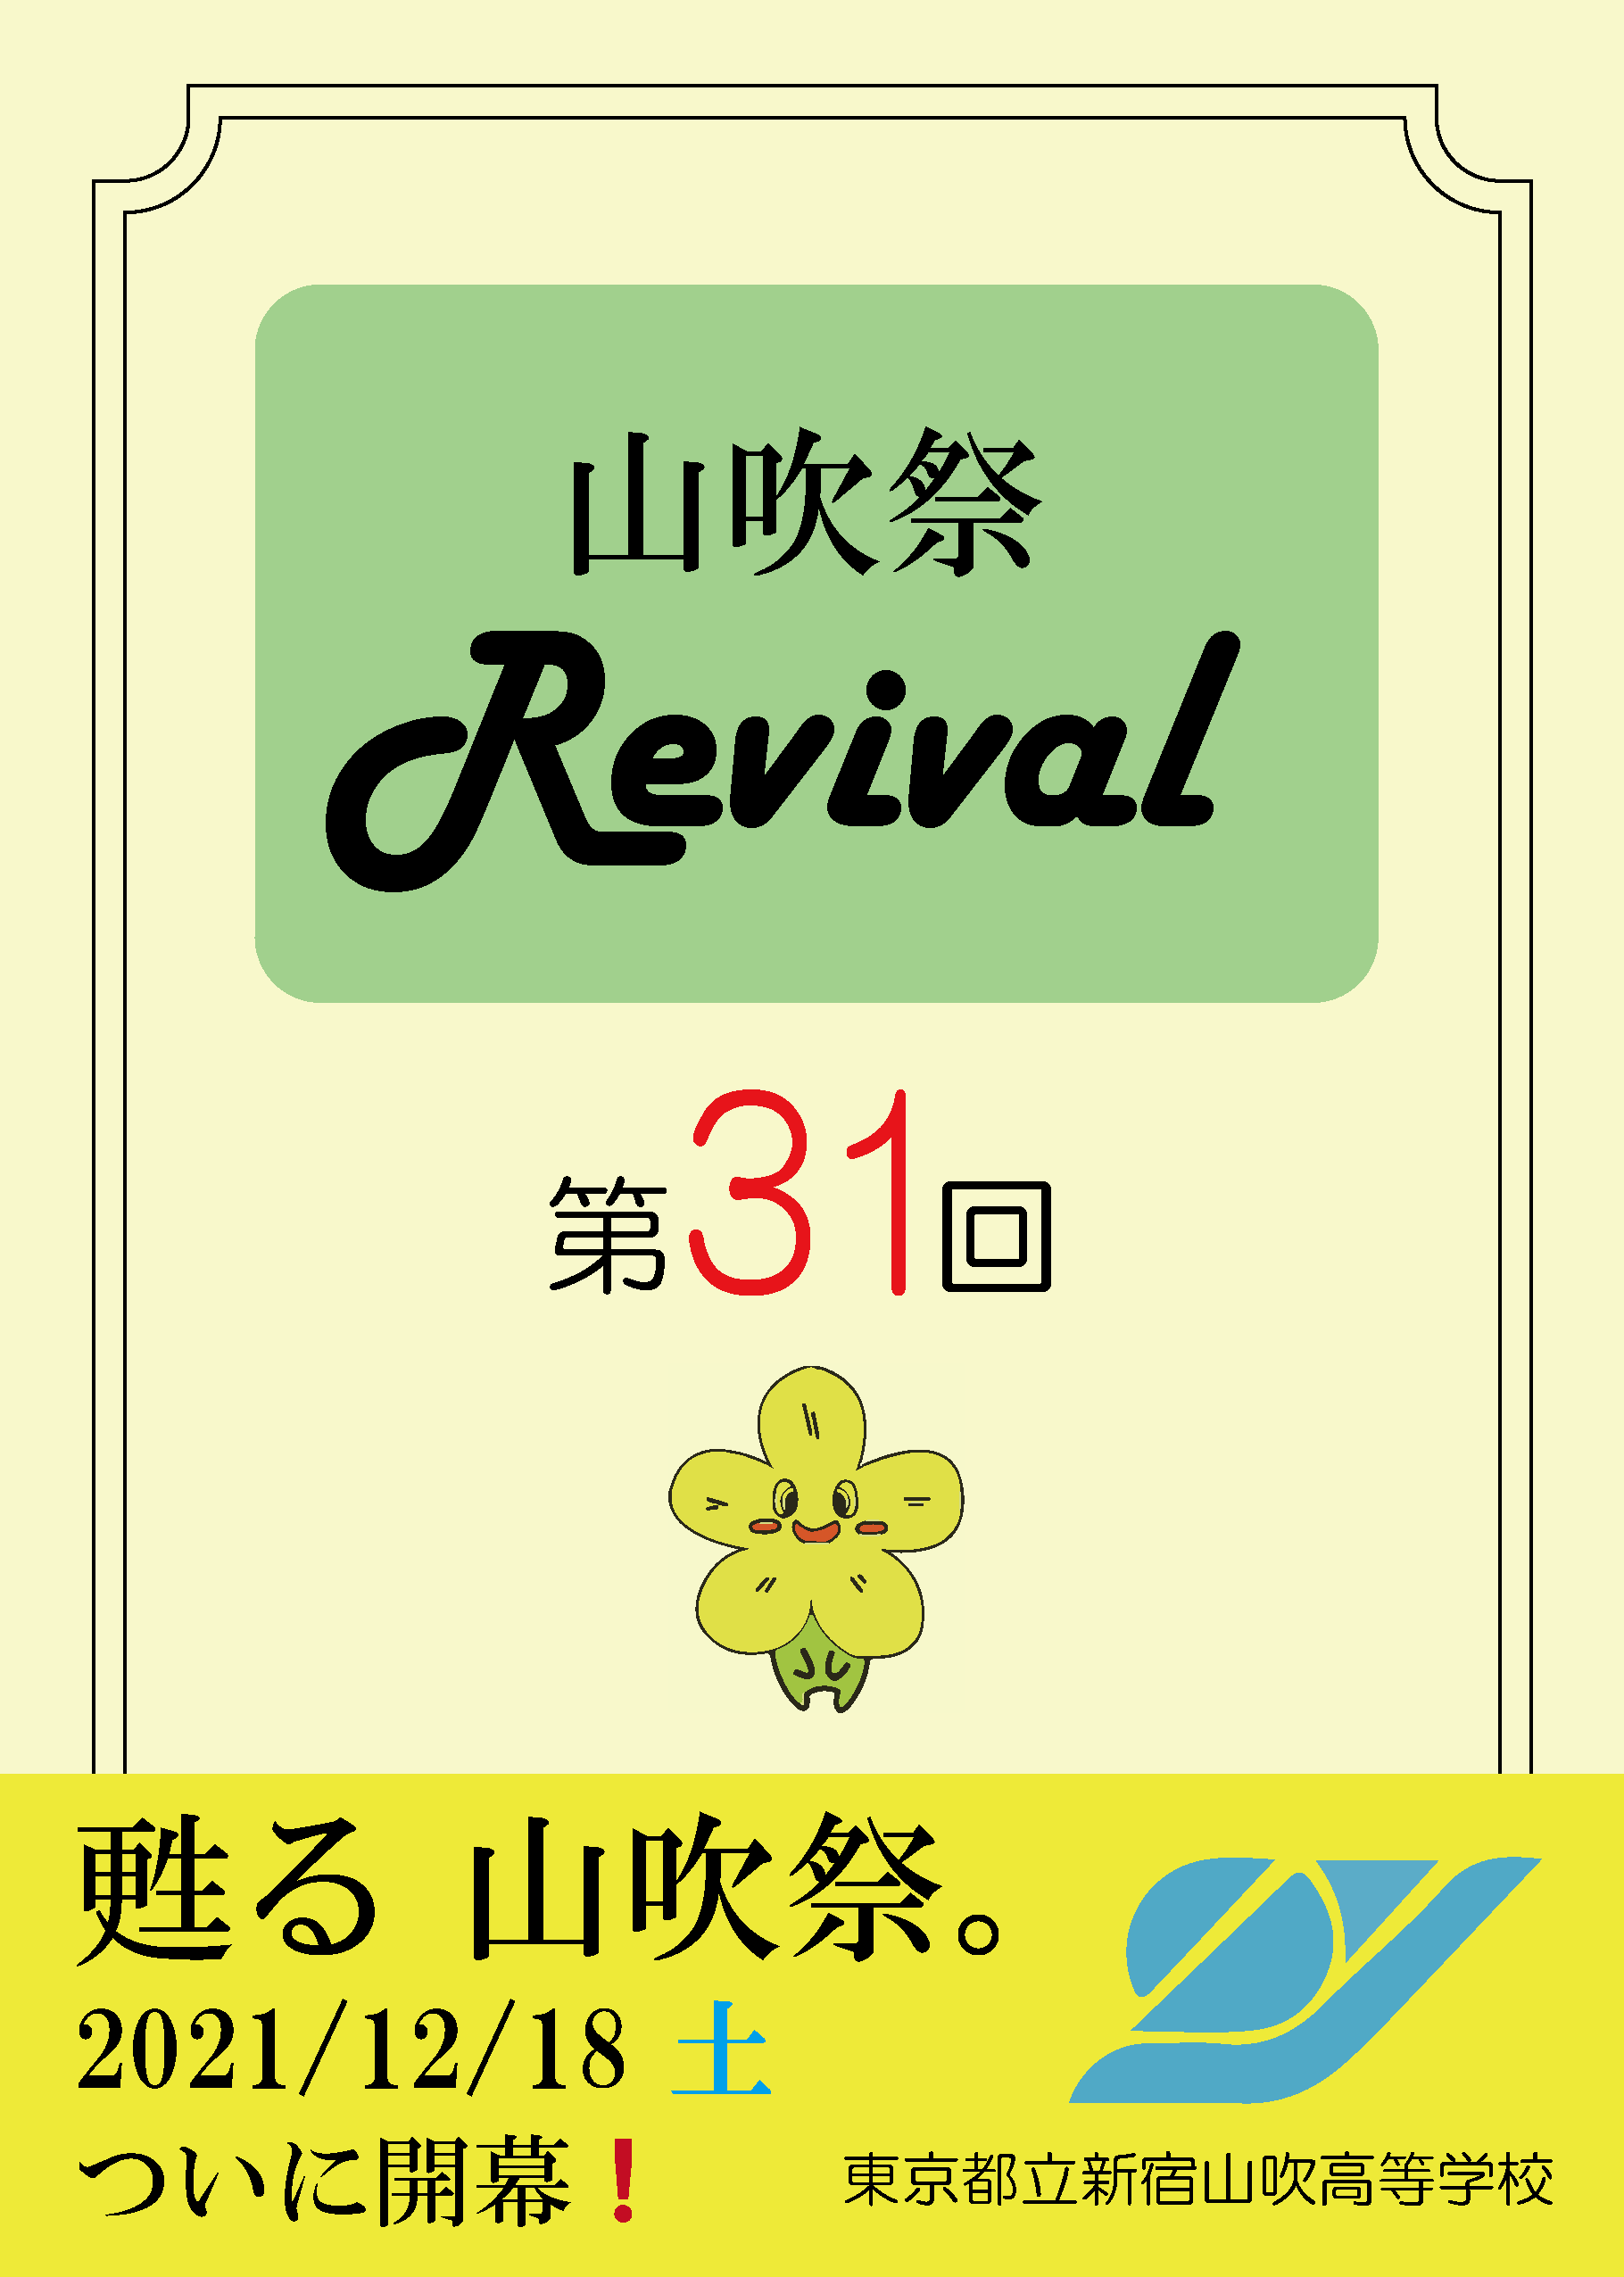 山吹祭
Revival
第31回
甦る 山吹祭。
2021/12/18 土
ついに開幕！
東京都立新宿山吹高等学校